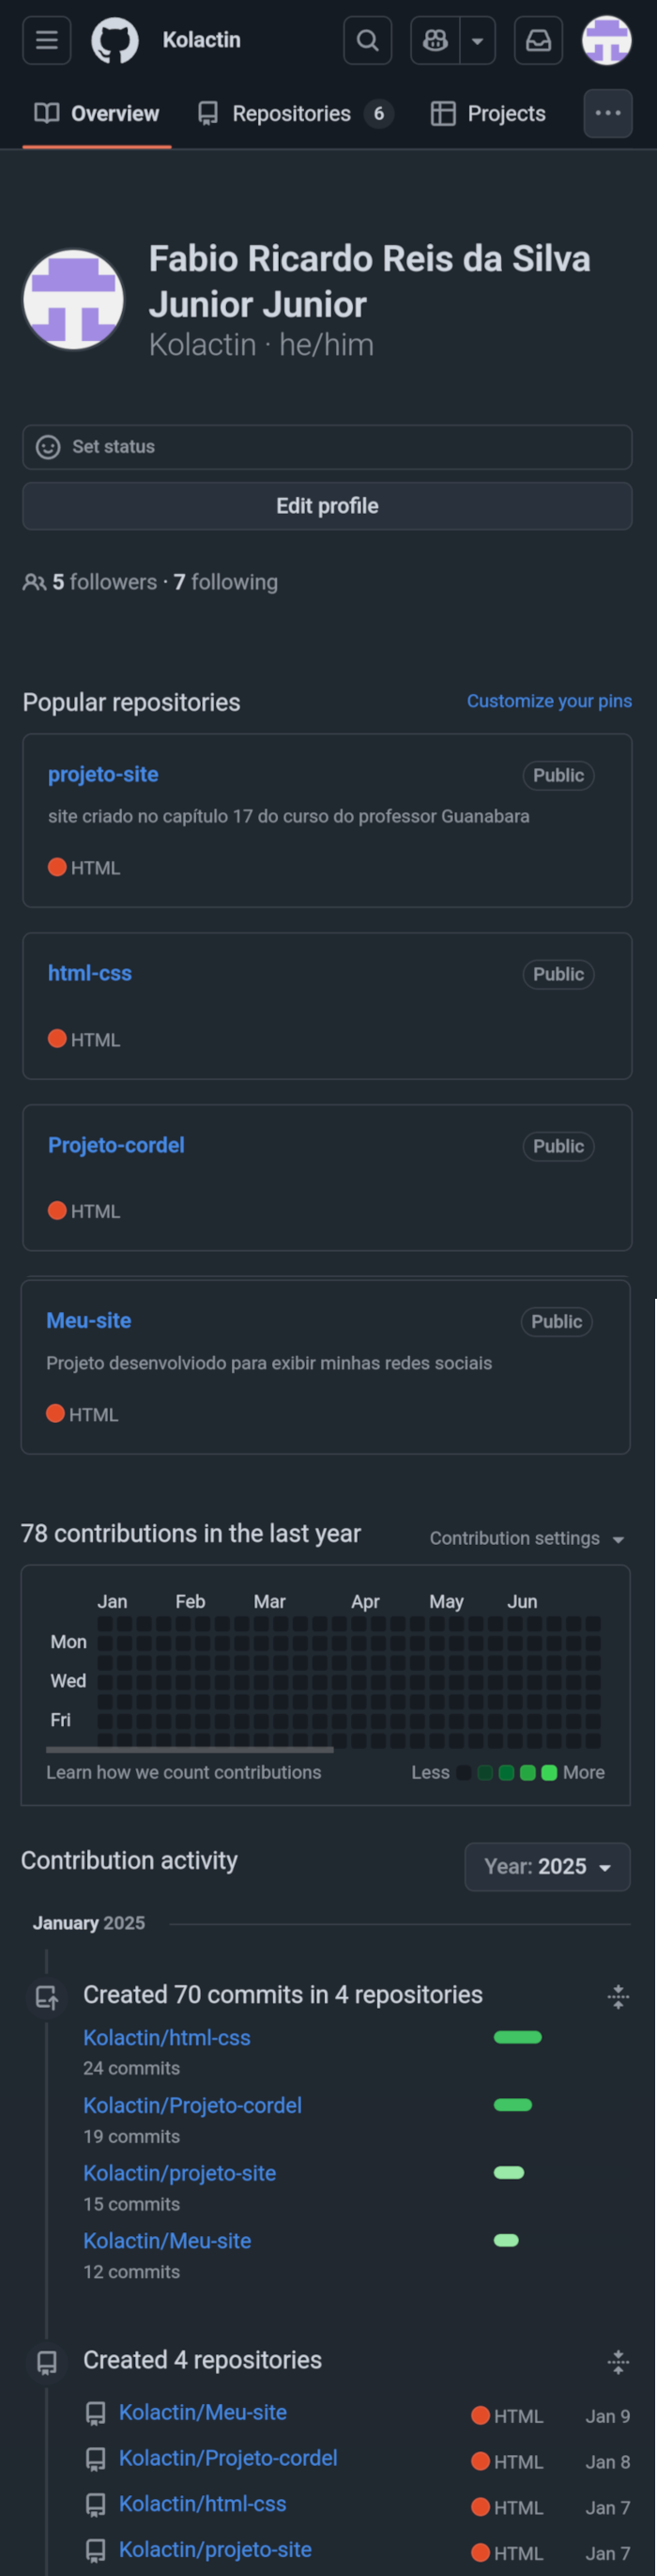 Kolactin
Overview Repositories 6 Projects
Fabio Ricardo Reis da Silva
Junior Junior
Kolactin · he/him
Set status
Edit profile
5 followers · 7 following
Popular repositories Customize your pins
projeto-site Public
site criado no capítulo 17 do curso do professor Guanabara
HTML
html-css Public
HTML
Projeto-cordel Public
HTML
Meu-site Public
Projeto desenvolviodo para exibir minhas redes sociais
HTML
78 contributions in the last year Contribution settings
Jan Feb Mar Apr May Jun
Mon
Wed
Fri
Learn how we count contributions Less More
Contribution activity Year: 2025
January 2025
Created 70 commits in 4 repositories
Kolactin/html-css
24 commits
Kolactin/Projeto-cordel
19 commits
Kolactin/projeto-site
15 commits
Kolactin/Meu-site
12 commits
Created 4 repositories
Kolactin/Meu-site HTML Jan 9
Kolactin/Projeto-cordel HTML Jan 8
Kolactin/html-css HTML Jan 7
Kolactin/projeto-site HTML Jan 7